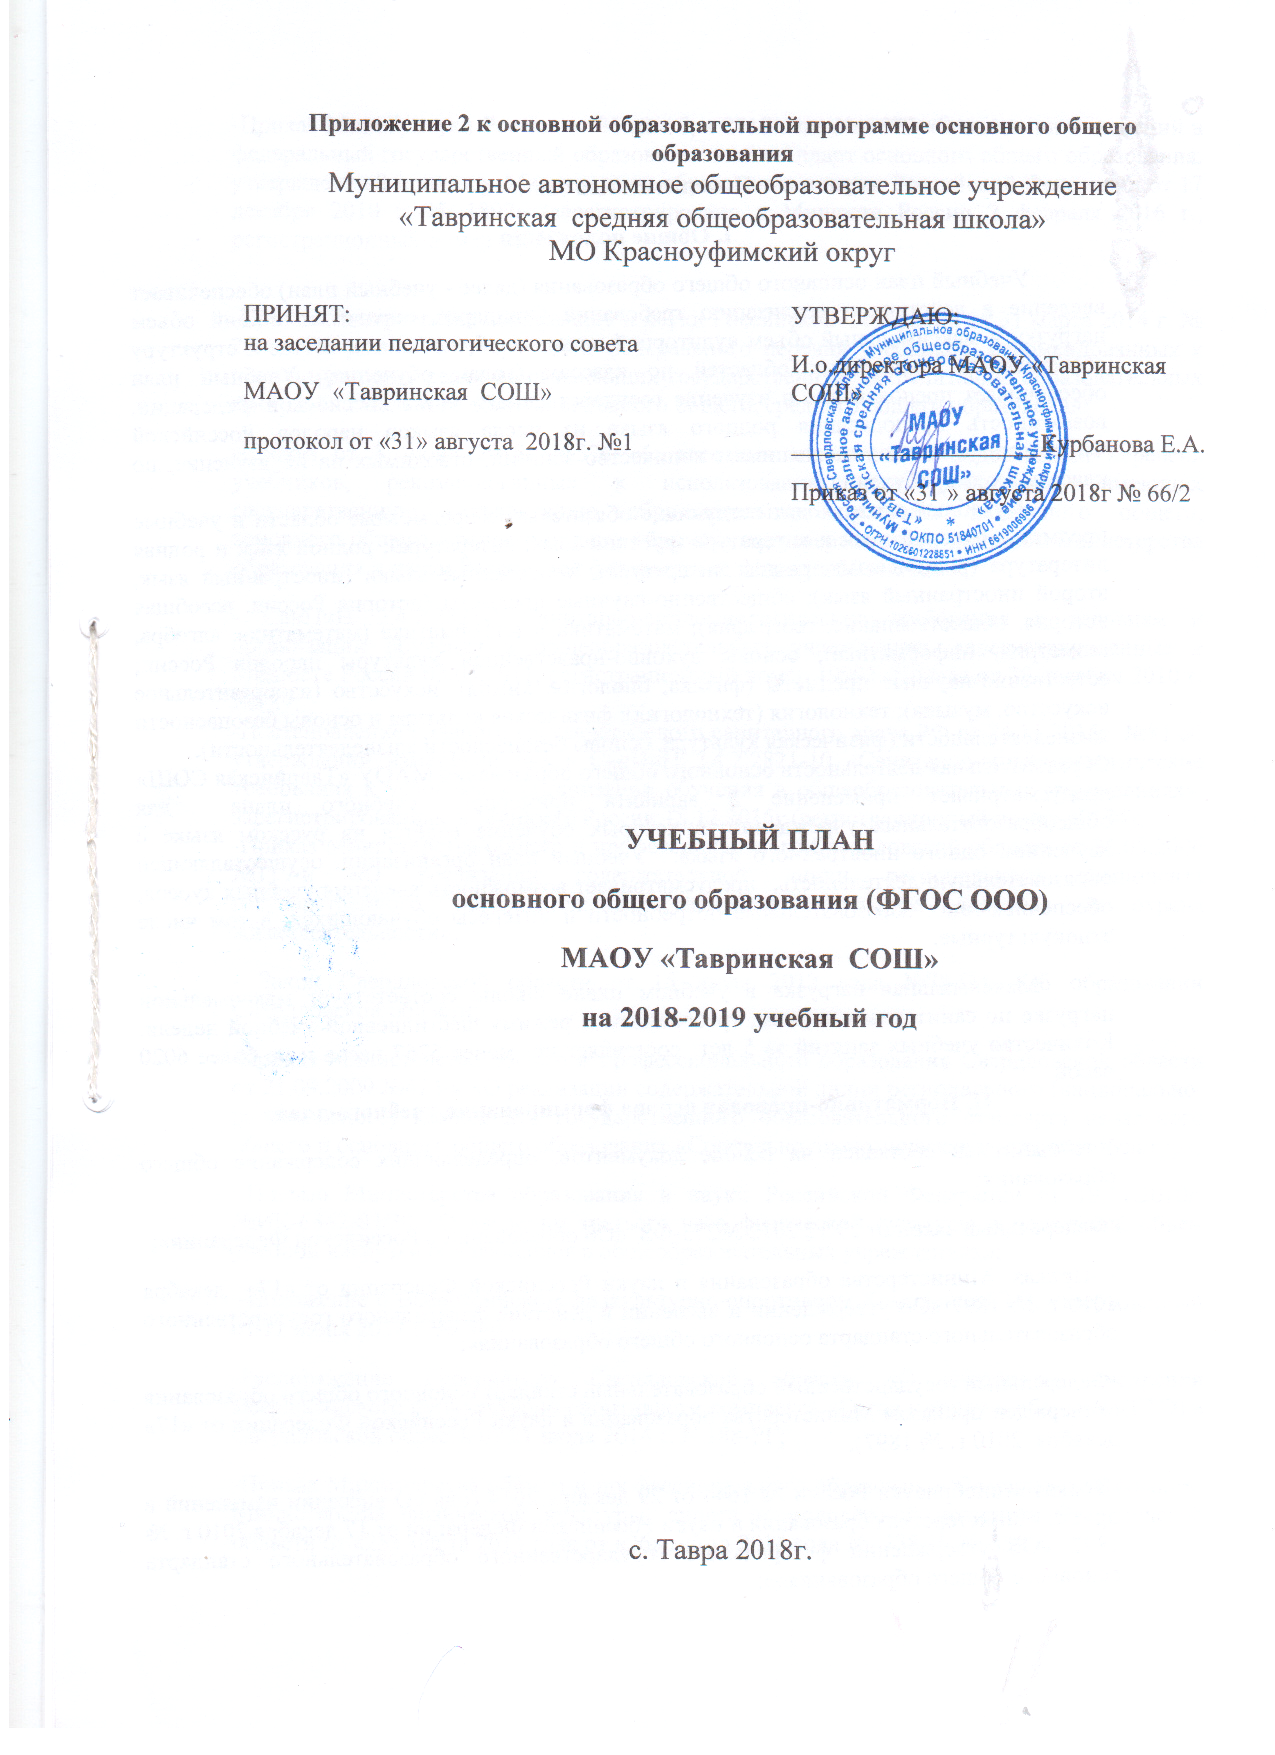 Приложение 2 к основной образовательной программе основного общего
образования
Муниципальное автономное общеобразовательное учреждение
«Тавринская средняя общеобразовательная школа»
МО Красноуфимский округ
ПРИНЯТ:
на заседании педагогического совета
МАОУ «Тавринская СОШ»
протокол от «31» августа 2018г. №1
УТВЕРЖДАЮ:
И.о.директора МАОУ «Тавринская
СОШ»
____________________Курбанова Е.А.
Приказ от «31 » августа 2018г № 66/2
МАОУ
«Тавринская
СОШ»
УЧЕБНЫЙ ПЛАН
основного общего образования (ФГОС ООО)
МАОУ «Тавринская СОШ»
на 2018-2019 учебный год
с. Тавра 2018г.